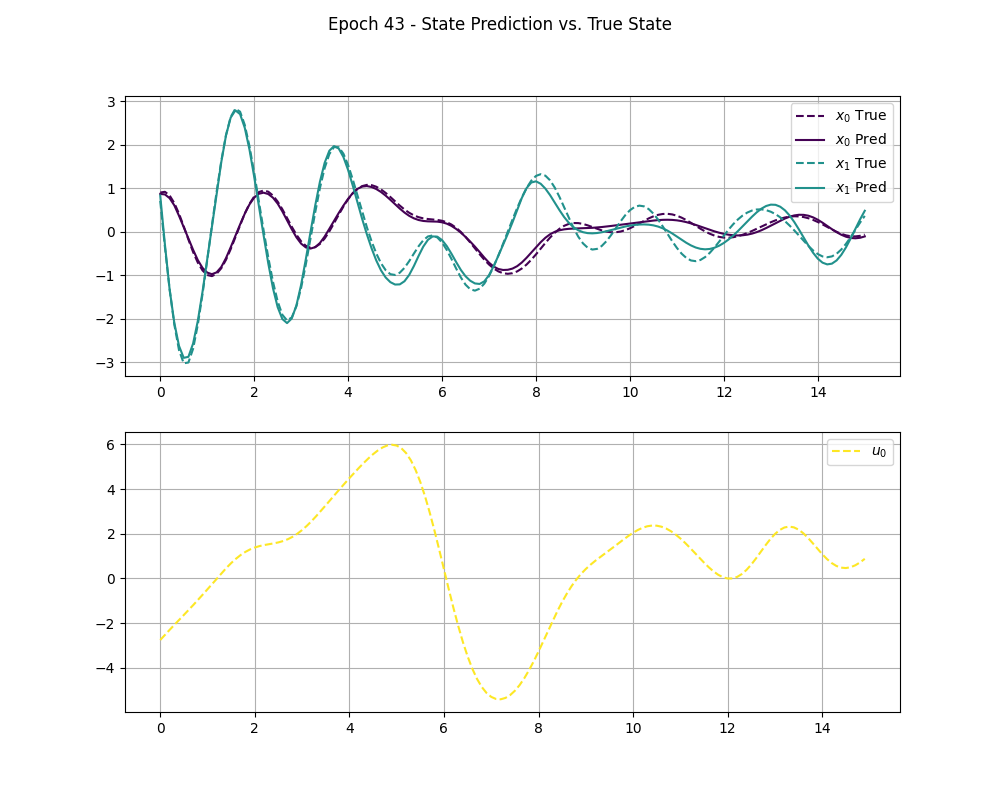 Epoch 43 - State Prediction vs. True State
3
2
1
0
−1
−2
−3
x₀ True
x₀ Pred
x₁ True
x₁ Pred
0 2 4 6 8 10 12 14
6
4
2
0
−2
−4
u₀
0 2 4 6 8 10 12 14